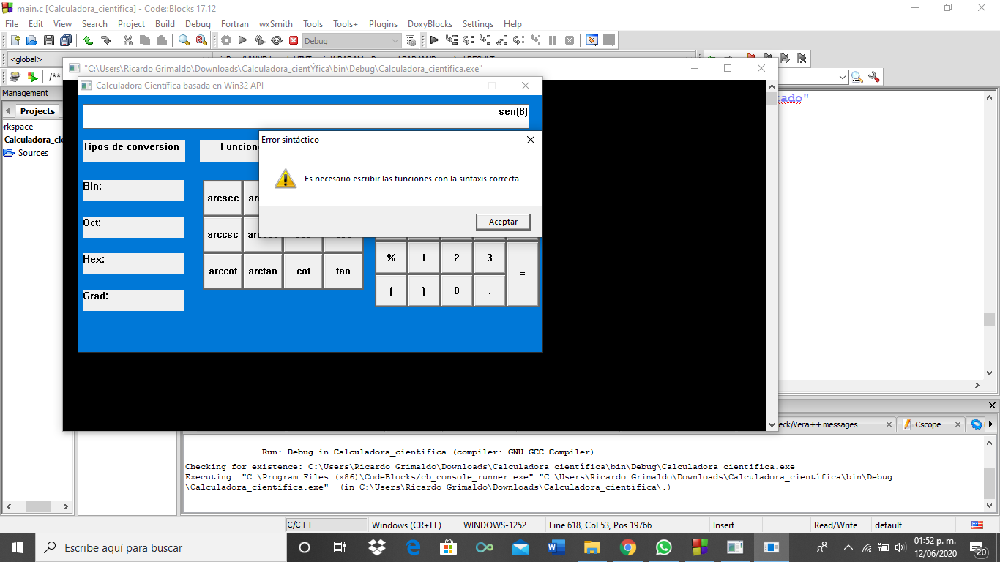 main.c [Calculadora_cientifica] - Code::Blocks 17.12
File Edit View Search Project Build Debug Fortran wxSmith Tools Tools+ Plugins DoxyBlocks Settings Help
Debug
<global>
"C:\Users\Ricardo Grimaldo\Downloads\Calculadora_cientÝfica\bin\Debug\Calculadora_cientifica.exe"
/**
Calculadora Científica basada en Win32 API
Management
Projects
rkspace
Calculadora_cie
Sources
ado"
sen(8)
Tipos de conversion
Funcione
Error sintáctico
Es necesario escribir las funciones con la sintaxis correcta
Aceptar
Bin:
Oct:
Hex:
Grad:
arcsec
arccsc
arccot arctan cot tan
% 1 2 3
=
( ) 0 .
eck/Vera++ messages
Cscope
-------------- Run: Debug in Calculadora_cientifica (compiler: GNU GCC Compiler)---------------
Checking for existence: C:\Users\Ricardo Grimaldo\Downloads\Calculadora_científica\bin\Debug\Calculadora_cientifica.exe
Executing: "C:\Program Files (x86)\CodeBlocks/cb_console_runner.exe" "C:\Users\Ricardo Grimaldo\Downloads\Calculadora_científica\bin\Debug
\Calculadora_cientifica.exe"  (in C:\Users\Ricardo Grimaldo\Downloads\Calculadora_científica\.)
C/C++ Windows (CR+LF) WINDOWS-1252 Line 618, Col 53, Pos 19766 Insert Read/Write default
Escribe aquí para buscar
01:52 p. m.
12/06/2020
20